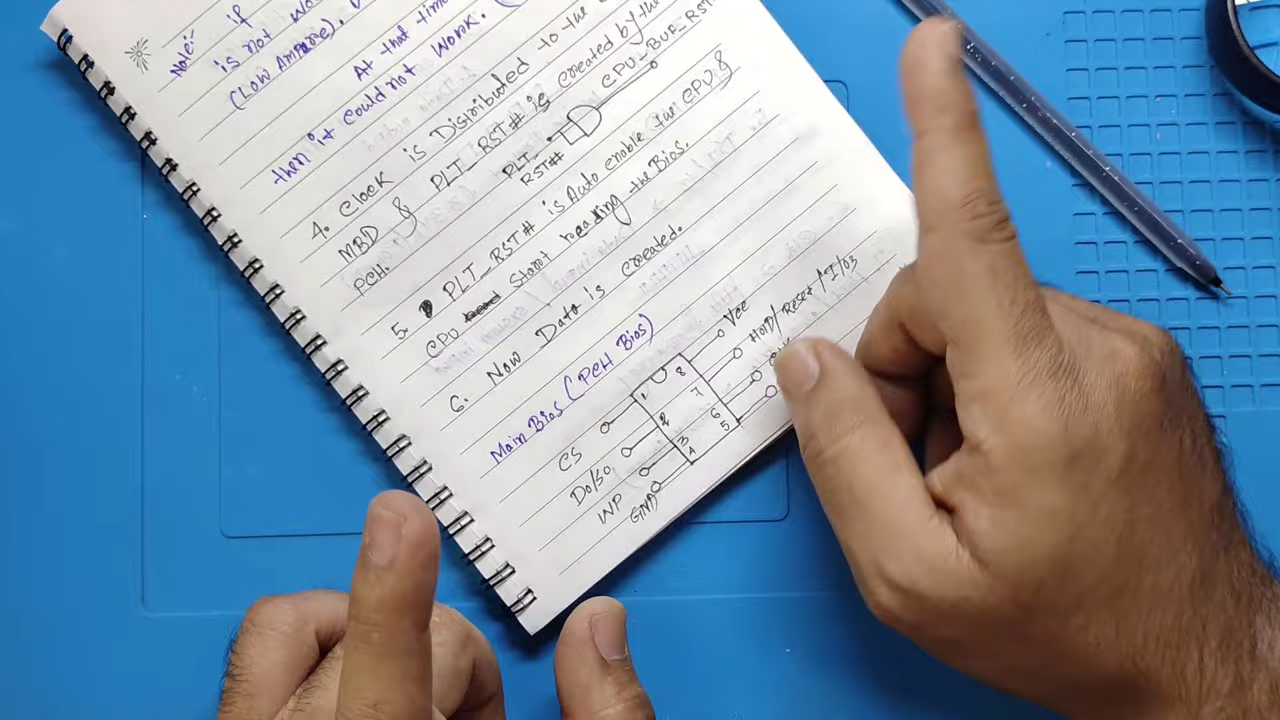 Note:- if
is not wo
(Low Ampare).
At that time
then it could not work.
4. Clock is Distributed to the
MBD & PLT_RST# is created by the
PCH.
PLT_
RST#
CPU_BUF_RST
5. PLT_RST# is Auto enable the CPU &
CPU Start reading the Bios.
6. Now Data is created.
Main Bios (PCH Bios)
CS
Do/So
WP
GND
1
2
3
4
8
7
6
5
Vcc
Hold/Reset/I/O3